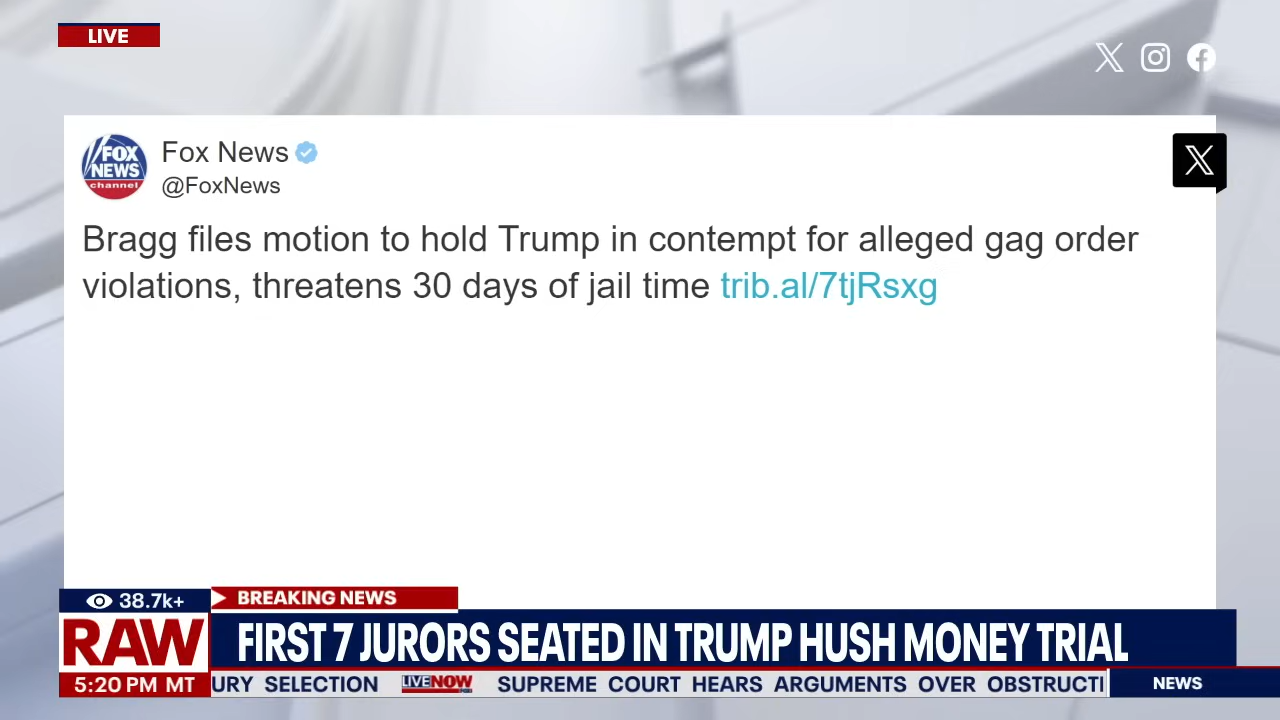 LIVE
FOX
NEWS
channel
Fox News
@FoxNews
Bragg files motion to hold Trump in contempt for alleged gag order
violations, threatens 30 days of jail time trib.al/7tjRsxg
38.7k+
BREAKING NEWS
RAW
FIRST 7 JURORS SEATED IN TRUMP HUSH MONEY TRIAL
5:20 PM MT
URY SELECTION LIVENOW FOX SUPREME COURT HEARS ARGUMENTS OVER OBSTRUCTI
NEWS